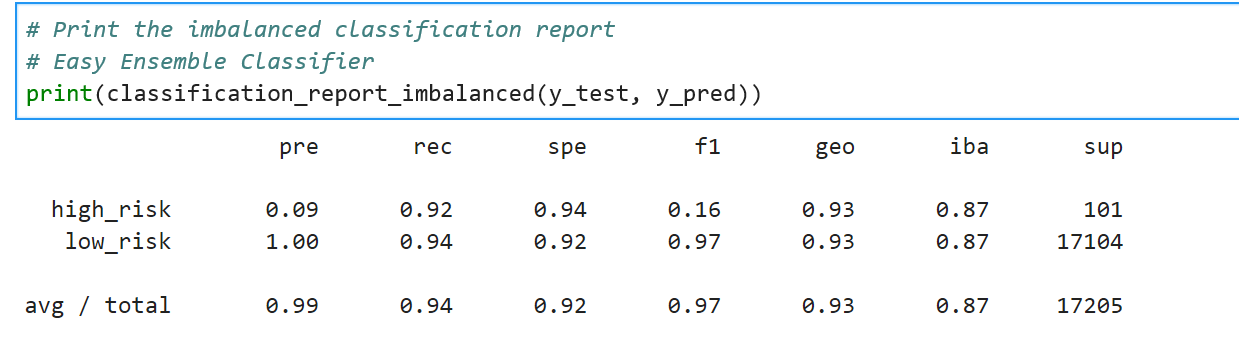 # Print the imbalanced classification report
# Easy Ensemble Classifier
print(classification_report_imbalanced(y_test, y_pred))
pre rec spe f1 geo iba sup
high_risk 0.09 0.92 0.94 0.16 0.93 0.87 101
low_risk 1.00 0.94 0.92 0.97 0.93 0.87 17104
avg / total 0.99 0.94 0.92 0.97 0.93 0.87 17205